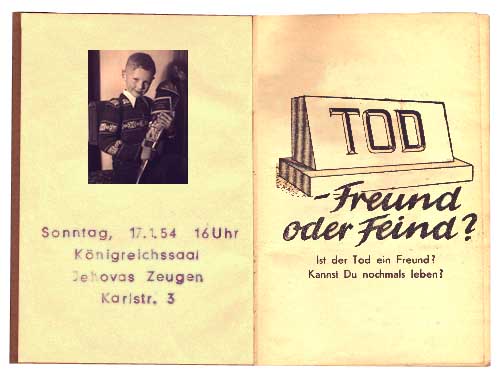 Sonntag, 17.1.54 16Uhr
Königreichssaal
Jehovas Zeugen
Karlstr. 3
TOD
-Freund
oder Feind?
Ist der Tod ein Freund?
Kannst Du nochmals leben?